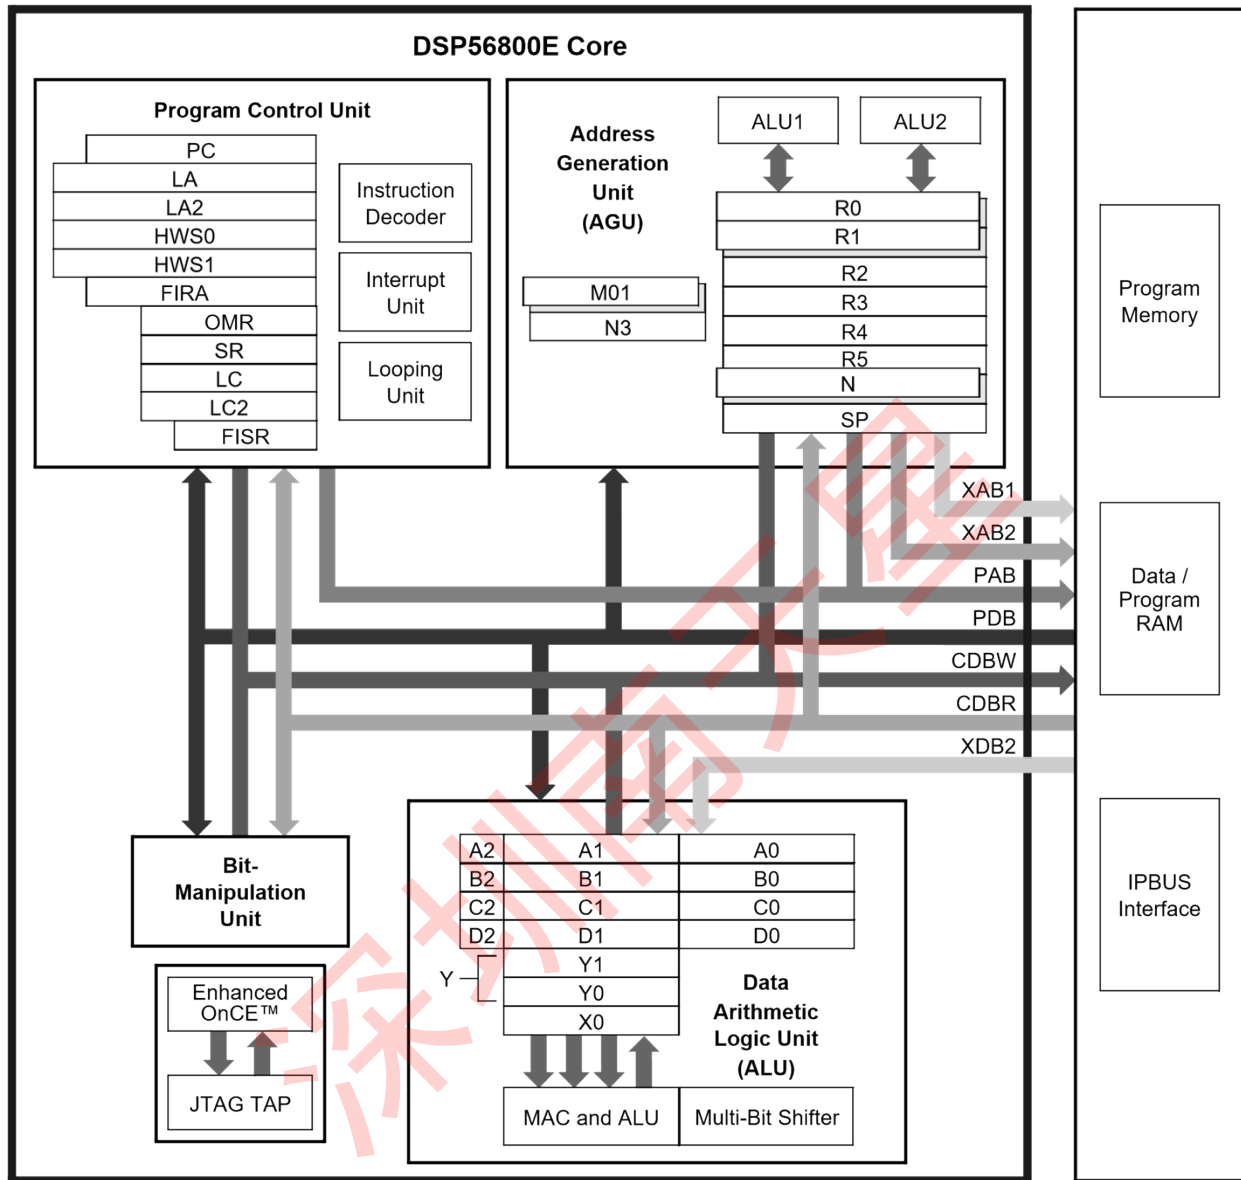 DSP56800E Core
Program Control Unit
PC
LA
LA2
HWS0
HWS1
FIRA
OMR
SR
LC
LC2
FISR
Instruction
Decoder
Interrupt
Unit
Looping
Unit
Address
Generation
Unit
(AGU)
ALU1
ALU2
R0
R1
R2
R3
R4
R5
N
SP
M01
N3
XAB1
XAB2
PAB
PDB
CDBW
CDBR
XDB2
Program
Memory
Data /
Program
RAM
IPBUS
Interface
Bit-
Manipulation
Unit
Enhanced
OnCE™
JTAG TAP
A2 A1 A0
B2 B1 B0
C2 C1 C0
D2 D1 D0
Y1
Y
Y0
X0
Data
Arithmetic
Logic Unit
(ALU)
MAC and ALU
Multi-Bit Shifter
深圳南天星